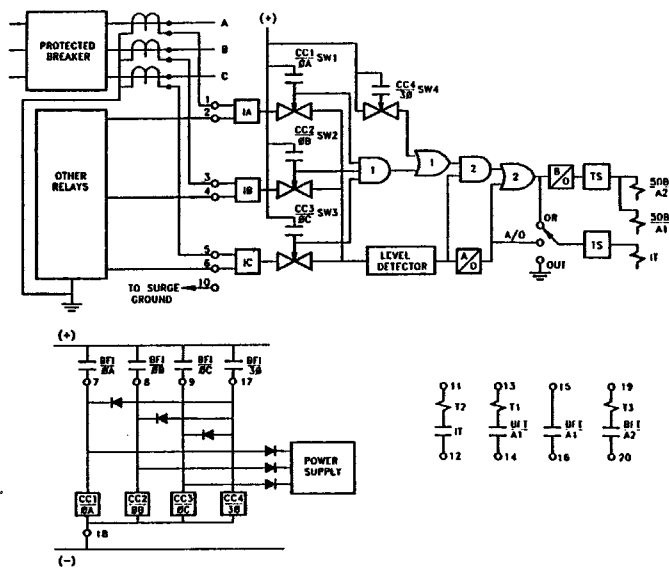 PROTECTED
BREAKER
A
B
C
OTHER
RELAYS
1
2
3
4
5
6
10
TO SURGE
GROUND
IA
IB
IC
(+)
CC1
ØA
SW1
CC2
ØB
SW2
CC3
ØC
SW3
CC4
3Ø
SW4
1
1
2
2
LEVEL
DETECTOR
A/O
B/O
TS
50B
A2
50B
A1
OR
A/O
OUT
TS
IT
(+)
BFI
ØA
BFI
ØB
BFI
ØC
BFI
3Ø
7
8
9
17
POWER
SUPPLY
CC1
ØA
CC2
ØB
CC3
ØC
CC4
3Ø
18
(-)
11
T2
IT
12
13
T1
BFI
A1
14
15
BFI
A1
16
19
T3
BFI
A2
20